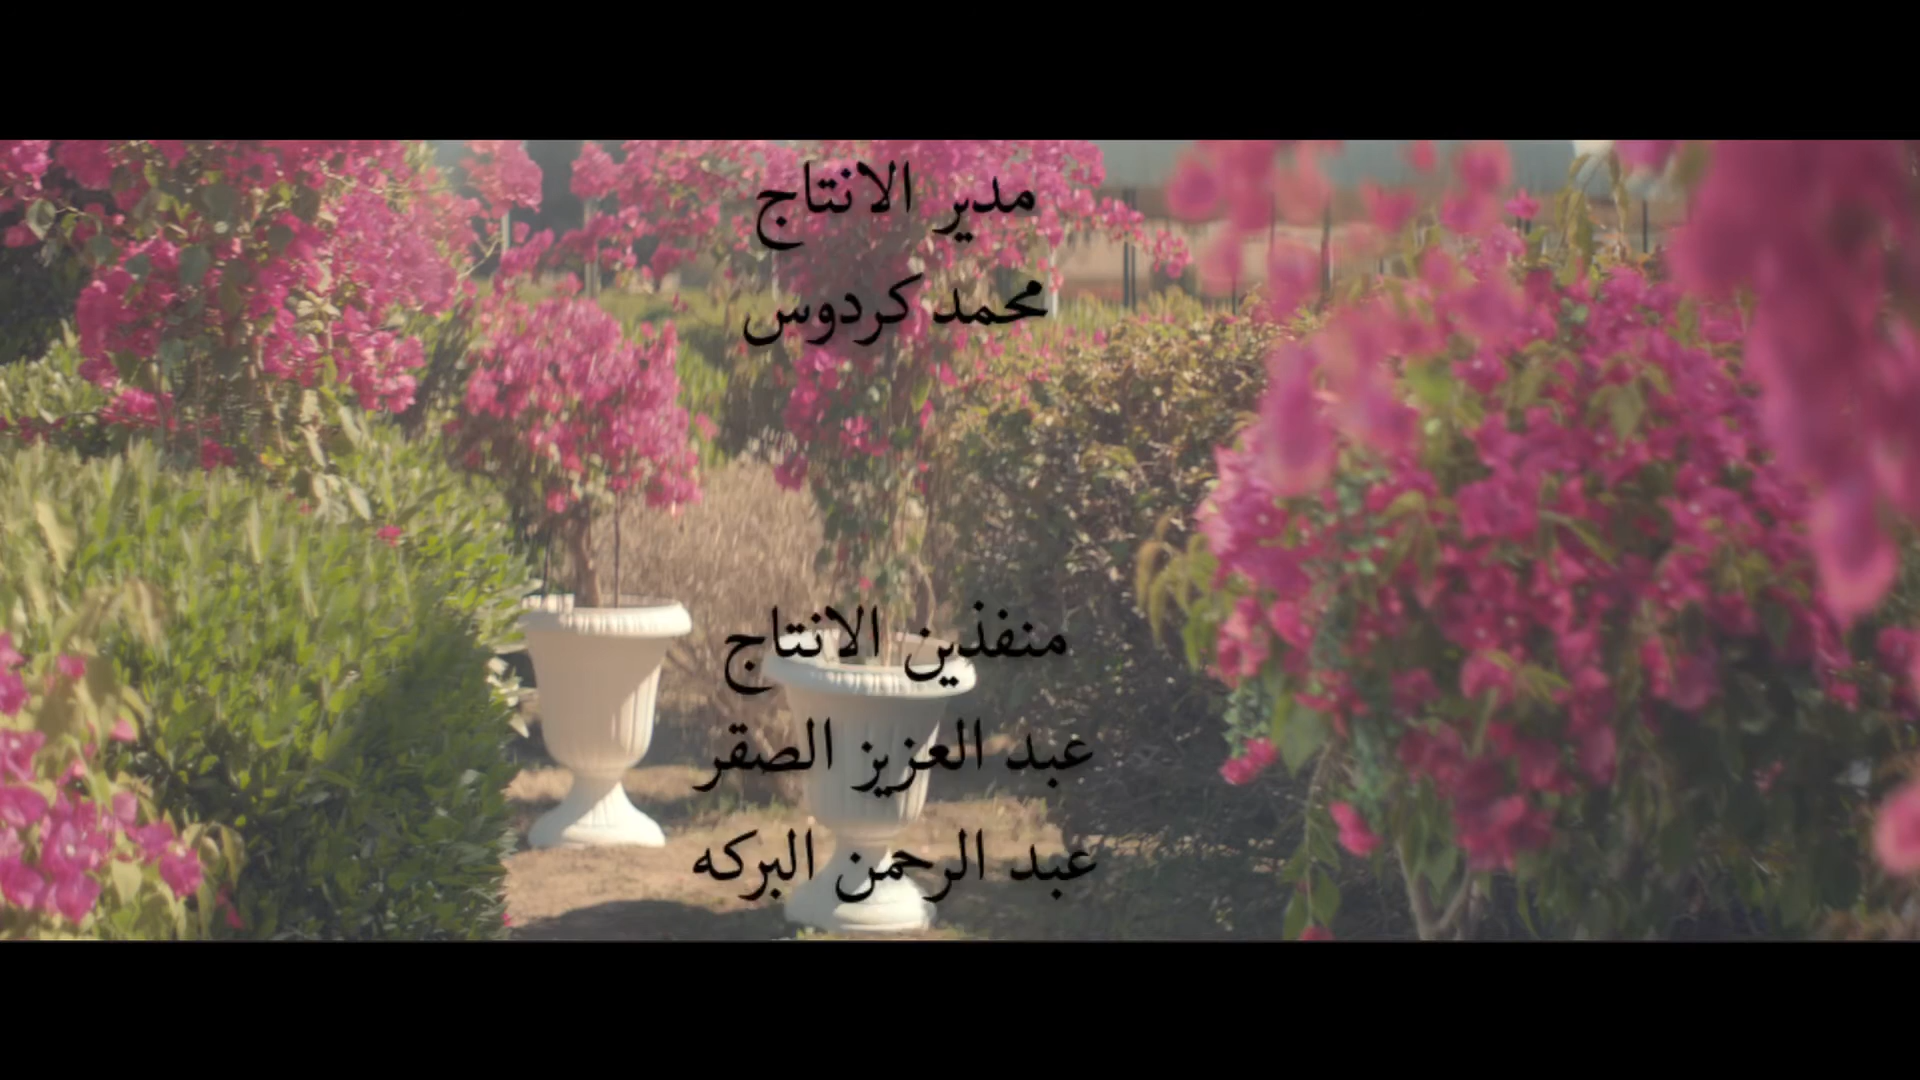 مدير الانتاج
محمد كردوس
منفذين الانتاج
عبد العزيز الصقر
عبد الرحمن البركه